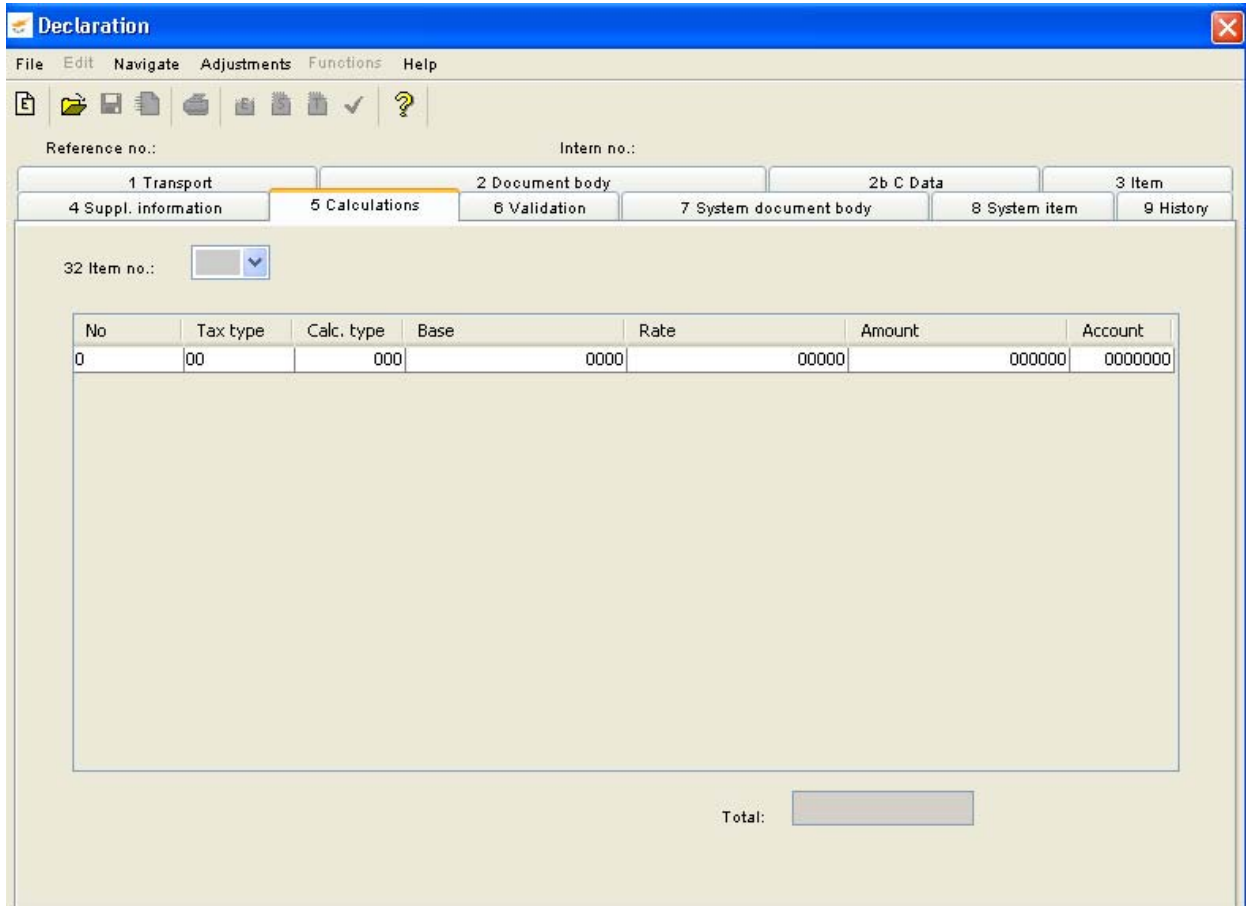 Declaration
File Edit Navigate Adjustments Functions Help
E E S T ?
Reference no.: Intern no.:
1 Transport 2 Document body 2b C Data 3 Item
4 Suppl. information 5 Calculations 6 Validation 7 System document body 8 System item 9 History
32 Item no.:
No Tax type Calc. type Base Rate Amount Account
0 00 000 0000 00000 000000 0000000
Total: